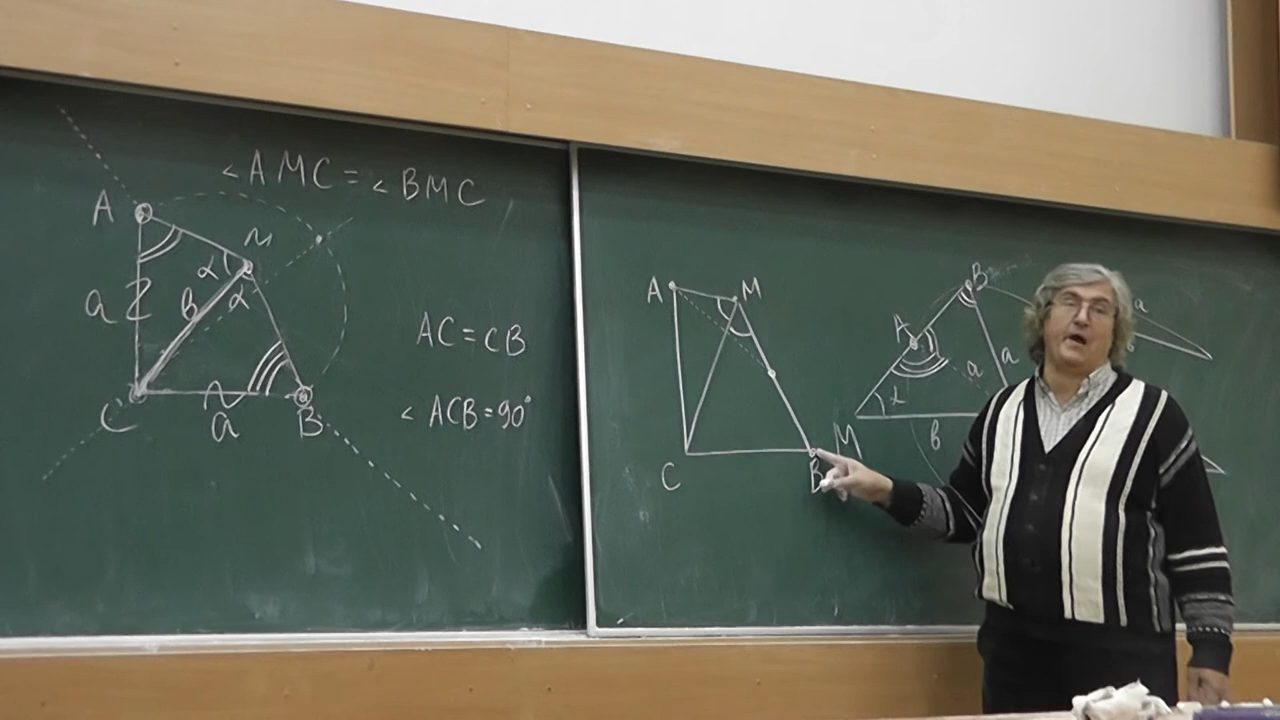 ∠AMC = ∠BMC
A
M
α
a
в
α
AC = CB
C
a
B
∠ACB = 90°
A
M
C
B
B
a
A
a
a
α
M
в